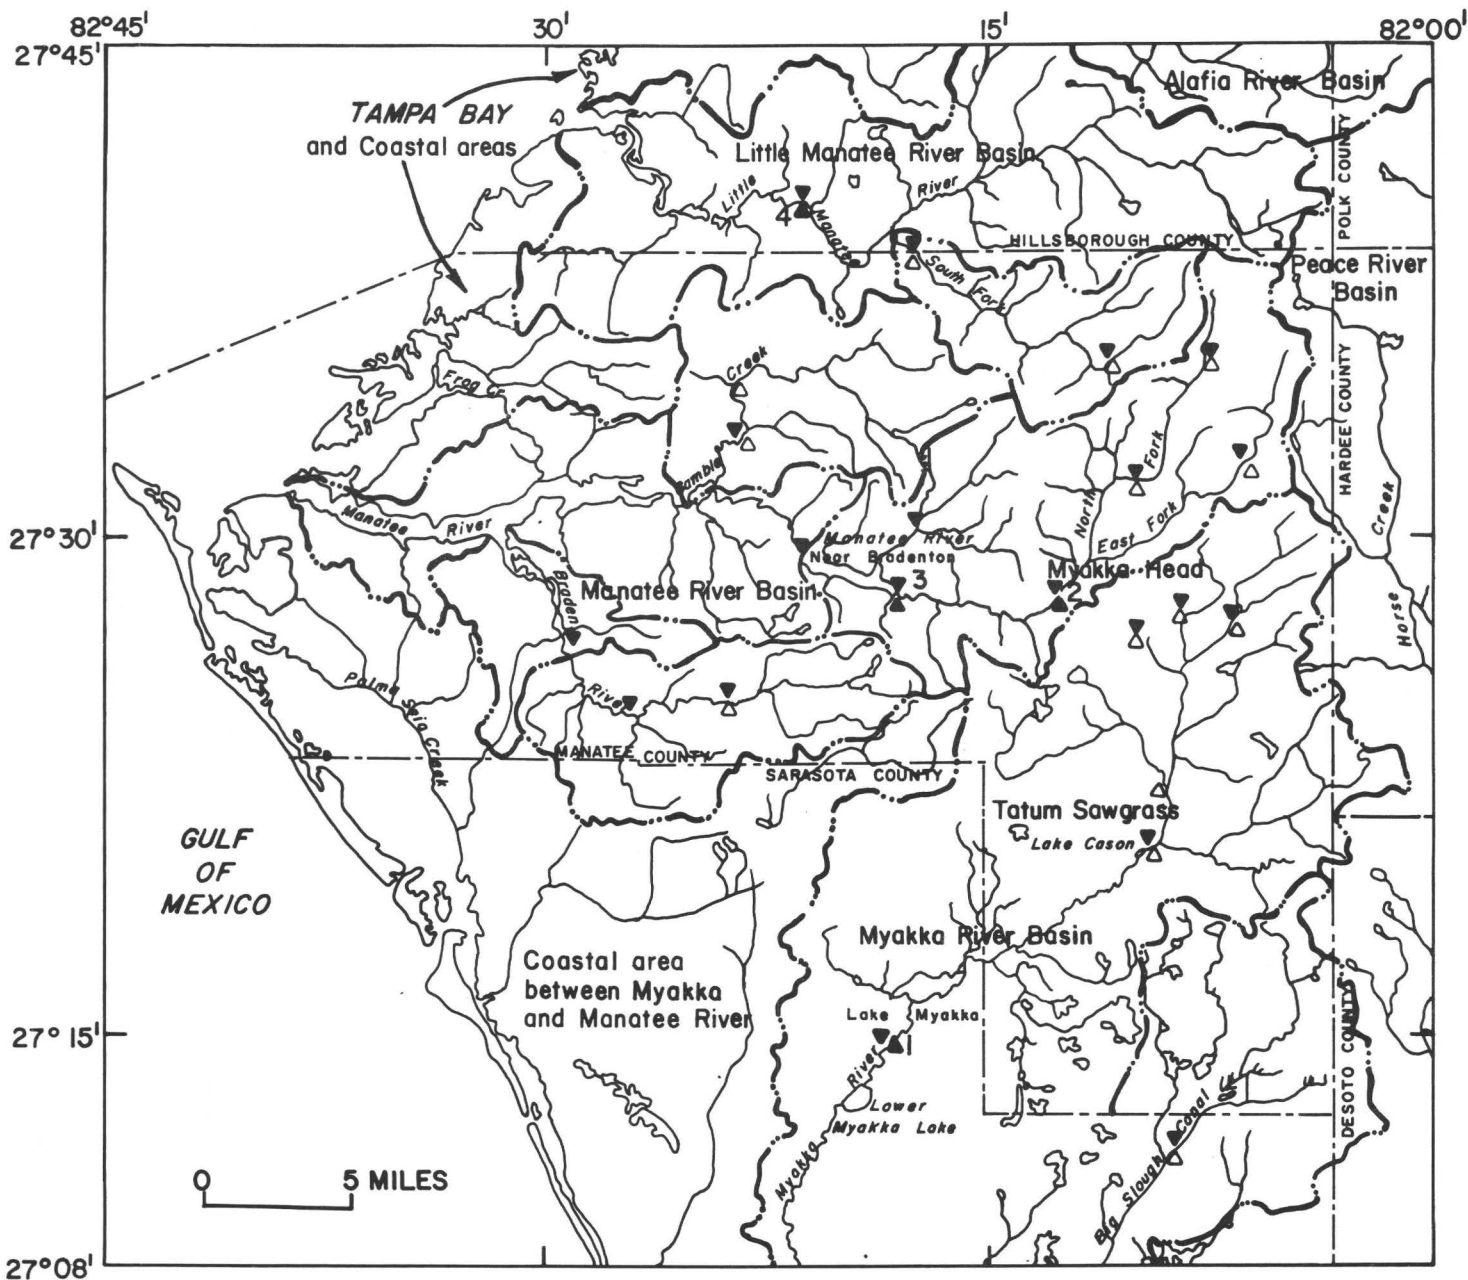 82°45' 30' 15' 82°00'
27°45'
Alafia River Basin
TAMPA BAY
and Coastal areas
POLK COUNTY
Little Manatee River Basin
Little
River
4
Manatee
HILLSBOROUGH COUNTY
South Fork
Peace River
Basin
Creek
Frog Cr.
HARDEE COUNTY
Fork
Gamble
North
Creek
Manatee River
27°30'
Manatee River
Near Bradenton
East Fork
Myakka Head
3
2
Braden
Manatee River Basin
Horse
Palma Sola Creek
River
MANATEE COUNTY
SARASOTA COUNTY
Tatum Sawgrass
Lake Cason
GULF
OF
MEXICO
Myakka River Basin
Coastal area
between Myakka
and Manatee River
Lake Myakka
27°15'
1
River
DESOTO COUNTY
Lower
Myakka Lake
Canal
Myakka
Big Slough
0 5 MILES
27°08'